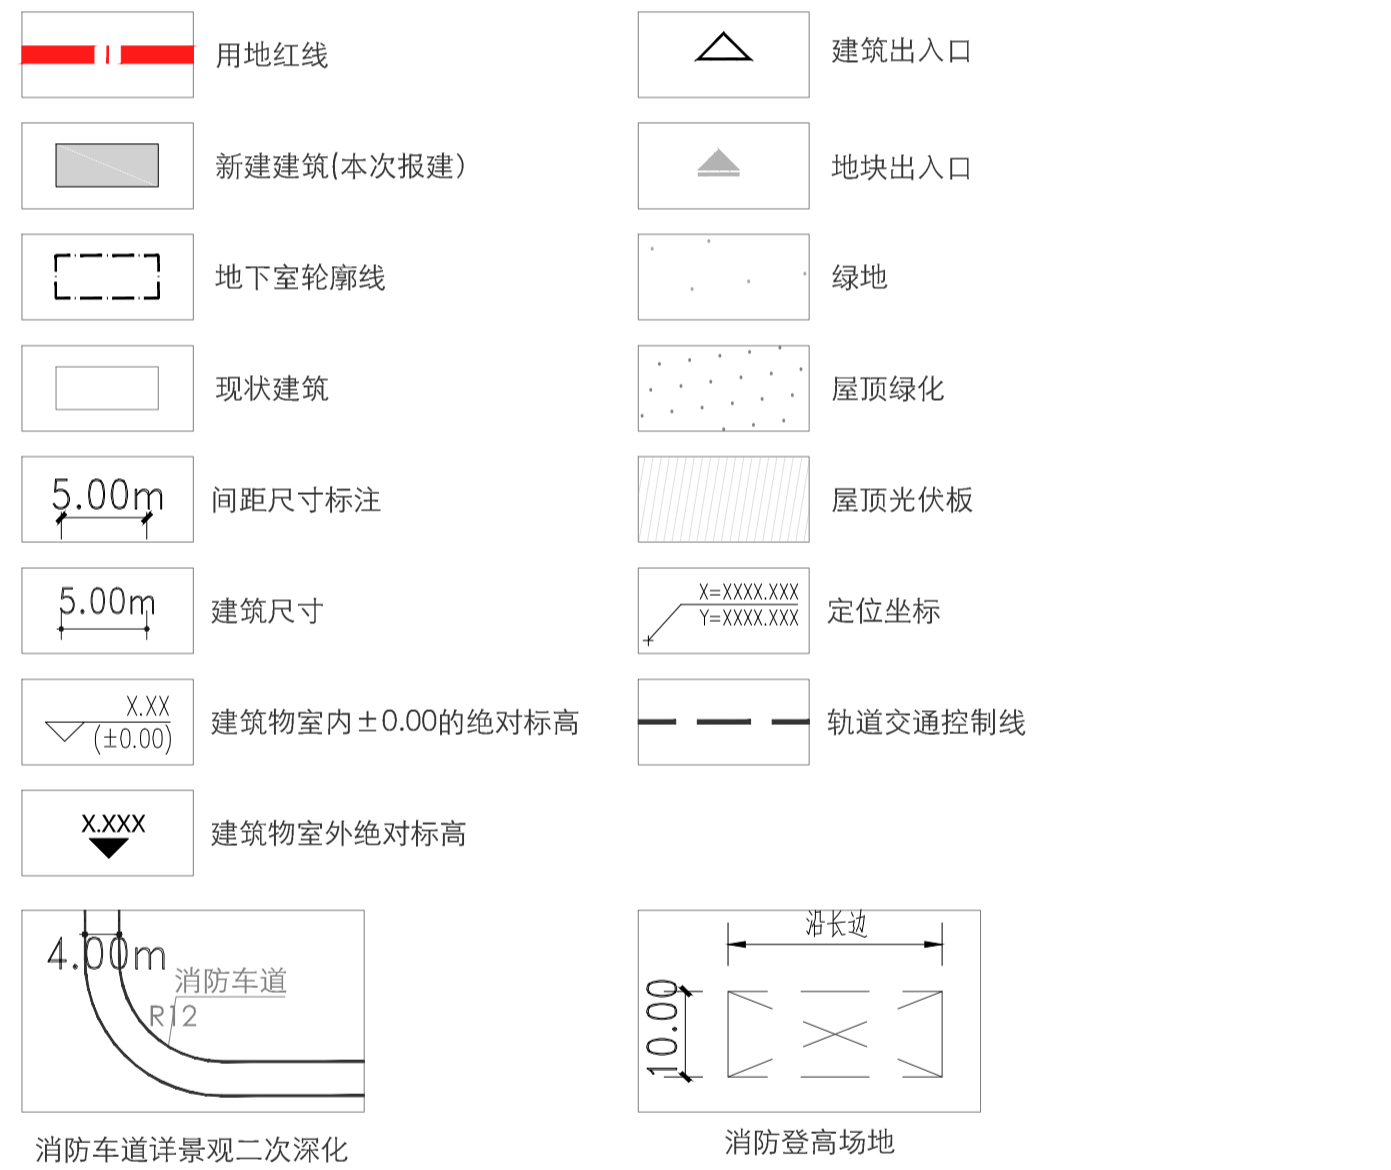 用地红线
建筑出入口
新建建筑(本次报建）
地块出入口
地下室轮廓线
绿地
现状建筑
屋顶绿化
5.00m
间距尺寸标注
屋顶光伏板
5.00m
建筑尺寸
X=XXXX.XXX
Y=XXXX.XXX
定位坐标
X.XX
(±0.00)
建筑物室内±0.00的绝对标高
轨道交通控制线
X.XXX
建筑物室外绝对标高
4.00m
消防车道
R12
消防车道详景观二次深化
沿长边
10.00
消防登高场地